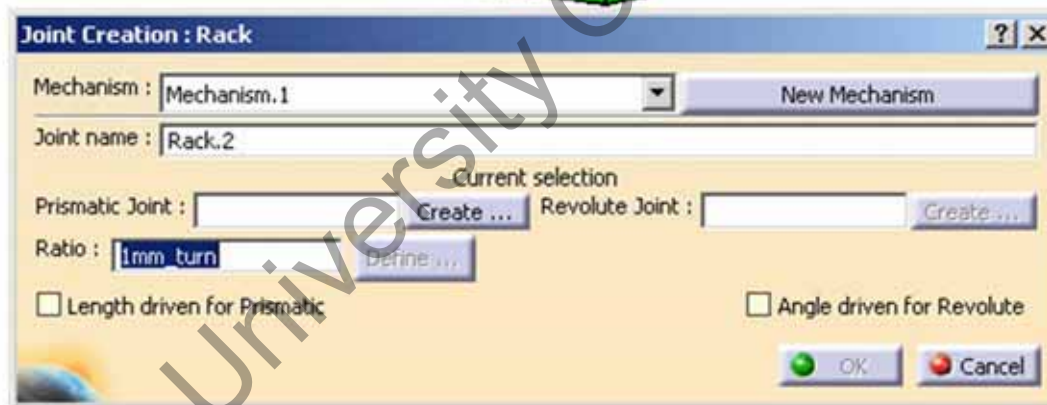 Joint Creation : Rack ? ×
Mechanism : Mechanism.1 New Mechanism
Joint name : Rack.2
Current selection
Prismatic Joint : Create ... Revolute Joint : Create ...
Ratio : 1mm_turn Define ...
Length driven for Prismatic Angle driven for Revolute
OK Cancel
University